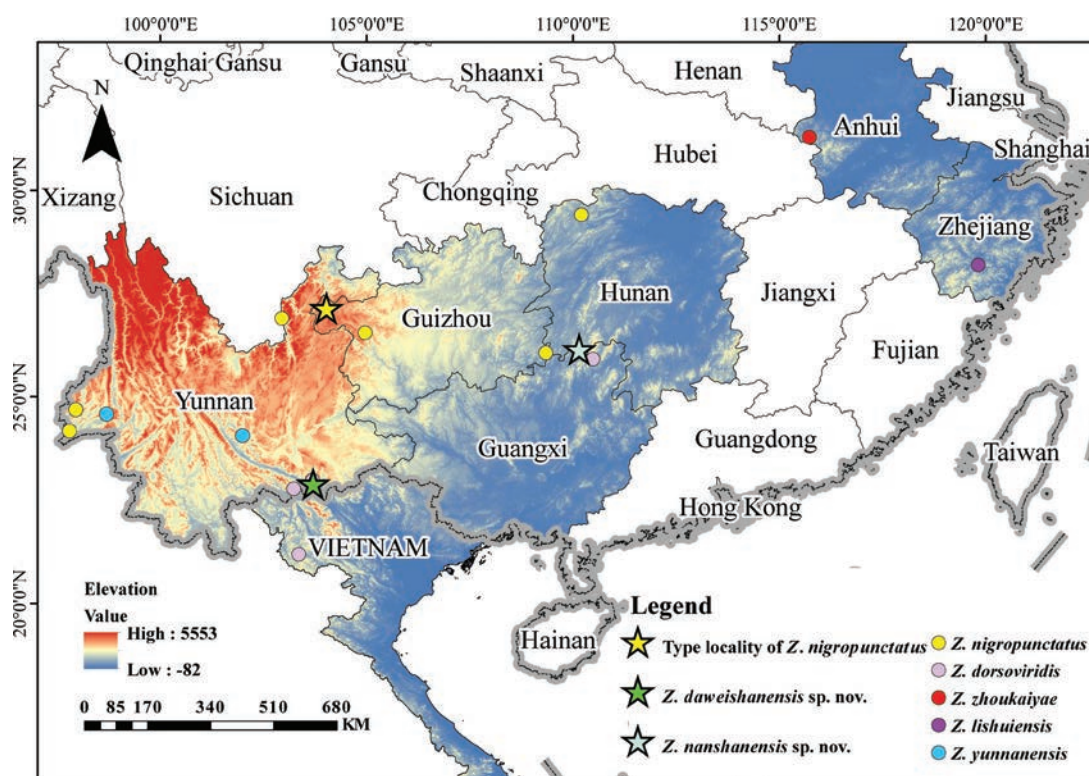 100°0'0"E 105°0'0"E 110°0'0"E 115°0'0"E 120°0'0"E
Qinghai Gansu Gansu Shaanxi Henan Jiangsu
N
Anhui
Shanghai
Hubei
30°0'0"N
Xizang Sichuan Chongqing
Zhejiang
Hunan
Guizhou Jiangxi
Fujian
25°0'0"N
Yunnan
Guangxi Guangdong
Taiwan
Hong Kong
VIETNAM
20°0'0"N
Hainan
Elevation
Value
High : 5553
Low : -82
0 85 170 340 510 680
KM
Legend
Type locality of Z. nigropunctatus
Z. daweishanensis sp. nov.
Z. nanshanensis sp. nov.
Z. nigropunctatus
Z. dorsoviridis
Z. zhoukaiyae
Z. lishuiensis
Z. yunnanensis